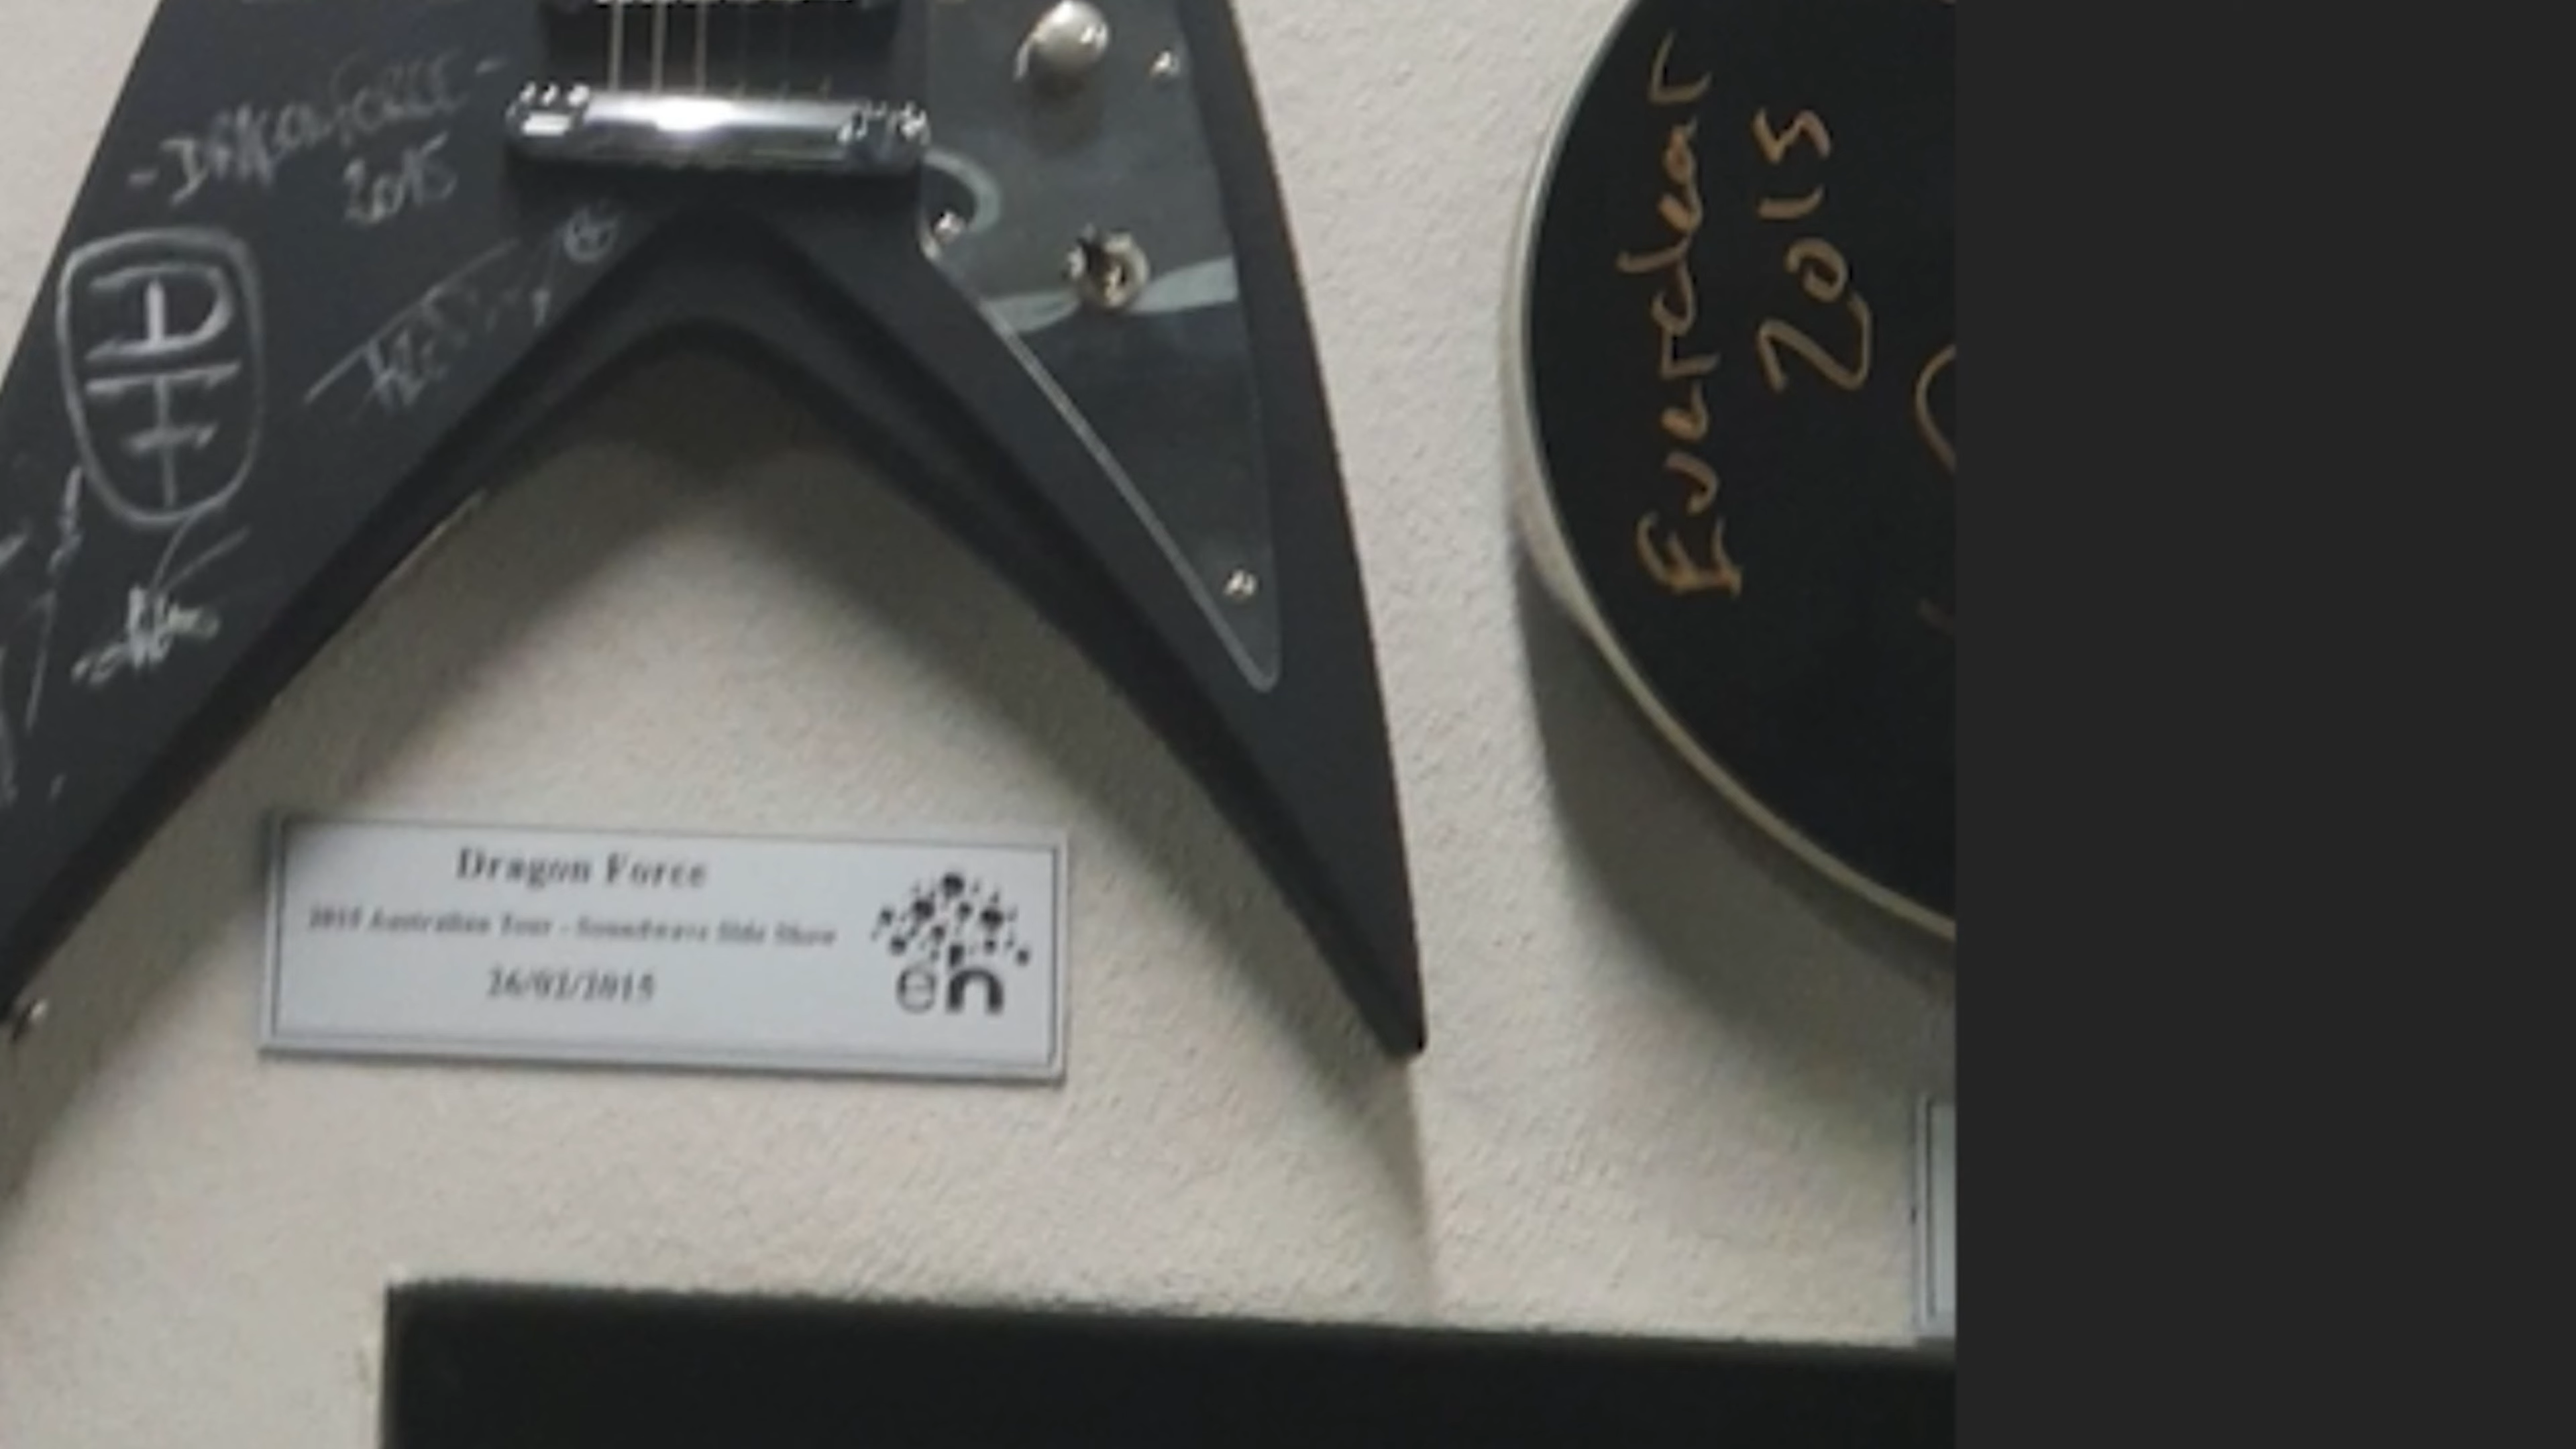 -Dragonforce-
2015
Everclear
2015
Dragon Force
2015 Australian Tour - Soundwave Side Show
26/02/2015
en